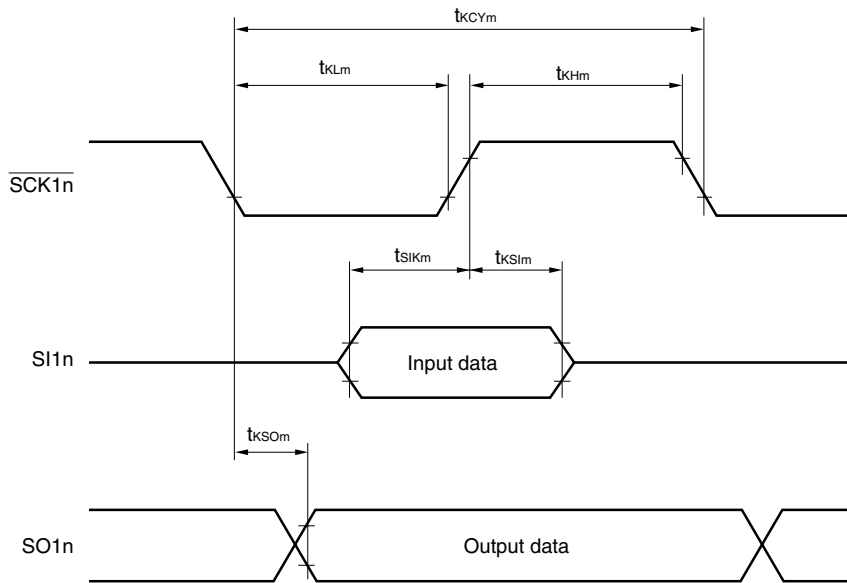 tKCYm
tKLm
tKHm
SCK1n
tSIKm
tKSIm
SI1n
Input data
tKSOm
SO1n
Output data